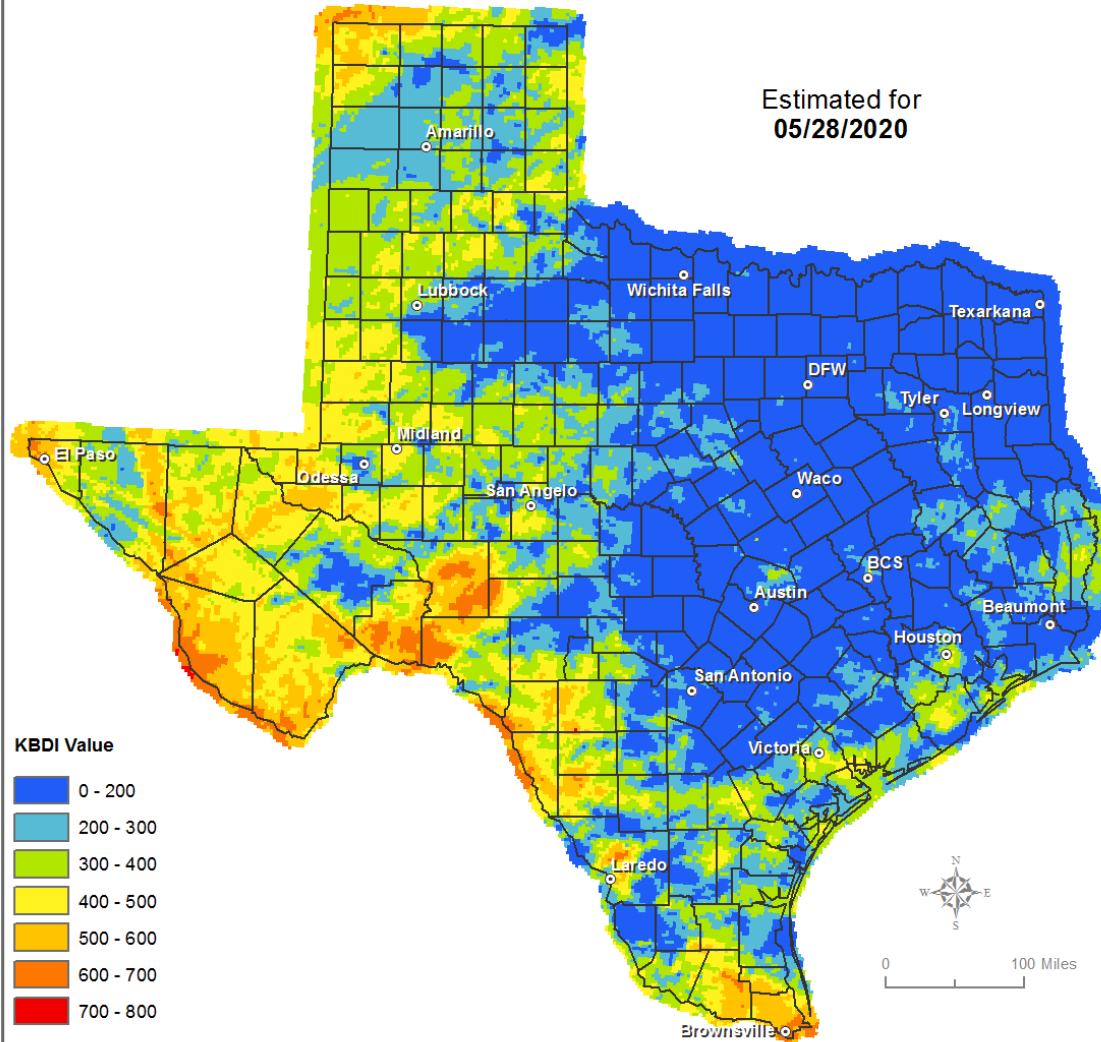 Estimated for
05/28/2020
Amarillo
Lubbock
Wichita Falls
Texarkana
DFW
Tyler
Longview
El Paso
Midland
Odessa
San Angelo
Waco
BCS
Austin
Beaumont
Houston
San Antonio
Victoria
Laredo
Brownsville
KBDI Value
0 - 200
200 - 300
300 - 400
400 - 500
500 - 600
600 - 700
700 - 800
N
W E
S
0 100 Miles